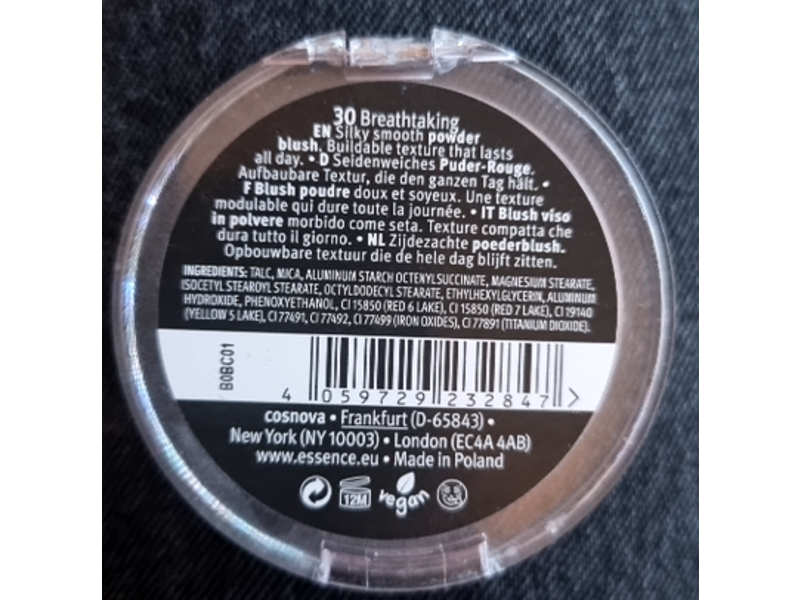 30 Breathtaking
EN Silky smooth powder
blush. Buildable texture that lasts
all day. • D Seidenweiches Puder-Rouge.
Aufbaubare Textur, die den ganzen Tag hält. •
F Blush poudre doux et soyeux. Une texture
modulable qui dure toute la journée. • IT Blush viso
in polvere morbido come seta. Texture compatta che
dura tutto il giorno. • NL Zijdezachte poederblush.
Opbouwbare textuur die de hele dag blijft zitten.
INGREDIENTS: TALC, MICA, ALUMINUM STARCH OCTENYLSUCCINATE, MAGNESIUM STEARATE,
ISOCETYL STEAROYL STEARATE, OCTYLDODECYL STEARATE, ETHYLHEXYLGLYCERIN, ALUMINUM
HYDROXIDE, PHENOXYETHANOL, CI 15850 (RED 6 LAKE), CI 15850 (RED 7 LAKE), CI 19140
(YELLOW 5 LAKE), CI 77491, CI 77492, CI 77499 (IRON OXIDES), CI 77891 (TITANIUM DIOXIDE).
B0BC01
4 059729 232847 >
cosnova • Frankfurt (D-65843) •
New York (NY 10003) • London (EC4A 4AB)
www.essence.eu • Made in Poland
12M vegan